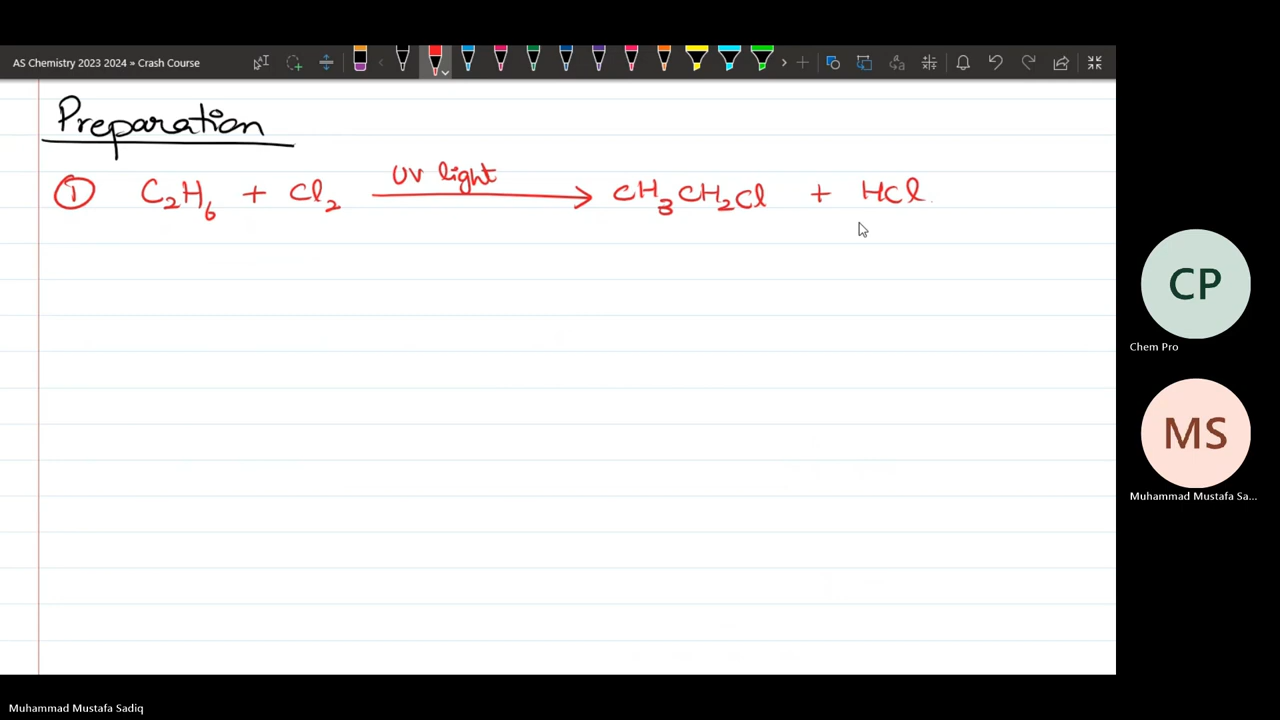 AS Chemistry 2023 2024 » Crash Course
Preparation
① C₂H₆ + Cl₂ UV light → CH₃CH₂Cl + HCl
CP
Chem Pro
MS
Muhammad Mustafa Sa...
Muhammad Mustafa Sadiq